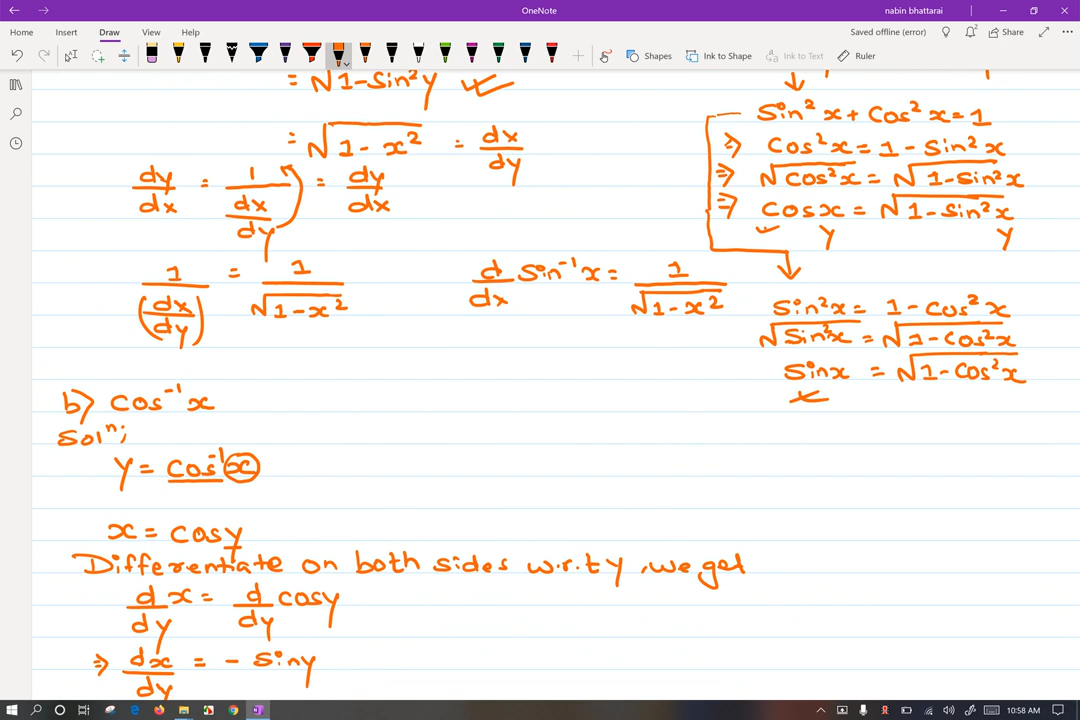 OneNote
nabin bhattarai
Home Insert Draw View Help
Saved offline (error) Share
Shapes Ink to Shape Ink to Text Ruler
= √1-Sin²y
= √1-x² = dx/dy
dy/dx = 1/(dx/dy) = dy/dx
1/(dx/dy) = 1/√1-x²
d/dx Sin⁻¹x = 1/√1-x²
Sin²x + Cos²x = 1
⇒ Cos²x = 1 - Sin²x
⇒ √Cos²x = √1-Sin²x
⇒ Cosx = √1-Sin²x
y y
Sin²x = 1 - Cos²x
√Sin²x = √1-Cos²x
Sinx = √1-Cos²x
b) Cos⁻¹x
Solⁿ;
y = cos⁻¹x
x = cosy
Differentiate on both sides w.r.t y, we get
d/dy x = d/dy cosy
⇒ dx/dy = - siny
10:58 AM